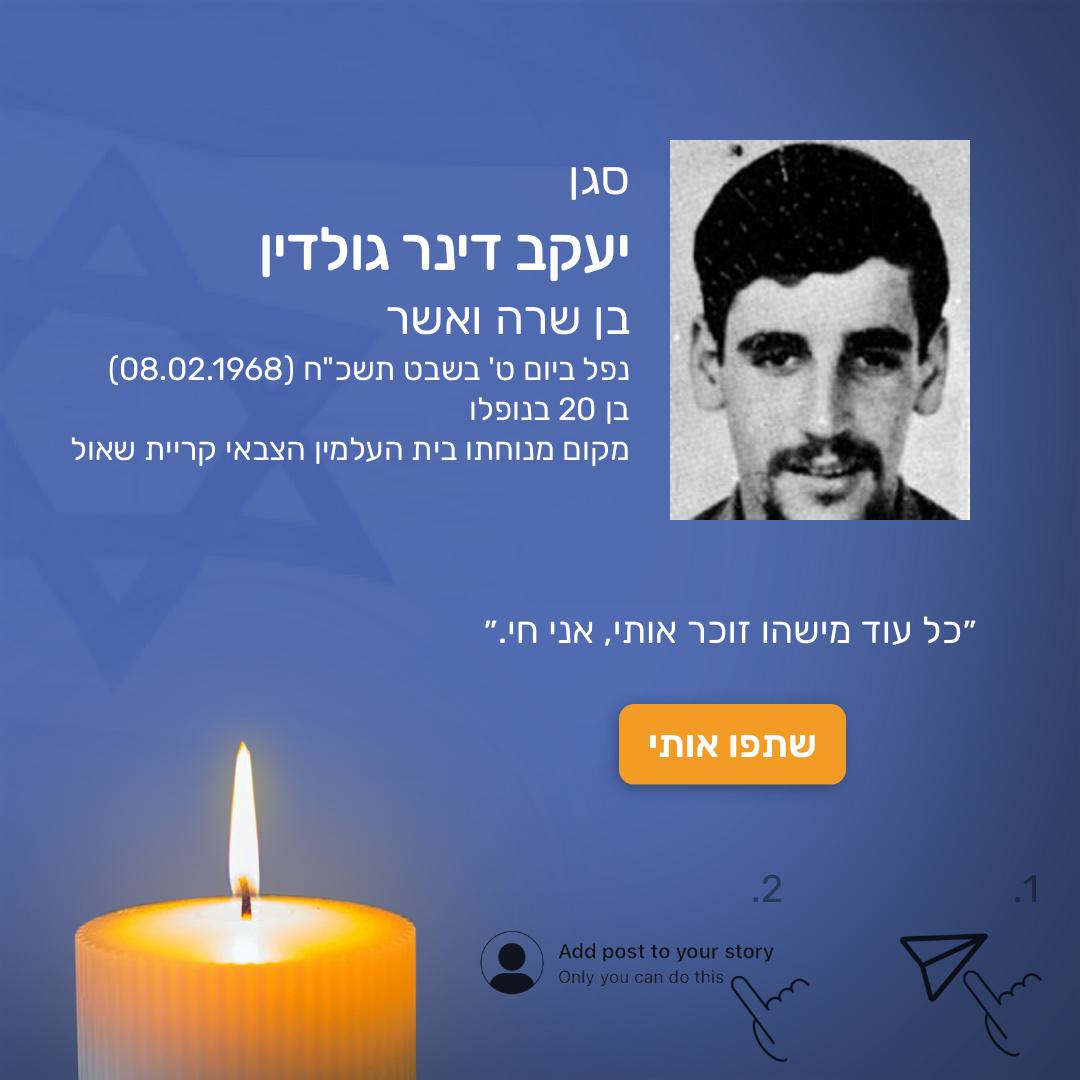 סגן
יעקב דינר גולדין
בן שרה ואשר
נפל ביום ט' בשבט תשכ"ח (08.02.1968)
בן 20 בנופלו
מקום מנוחתו בית העלמין הצבאי קריית שאול
״כל עוד מישהו זוכר אותי, אני חי.״
שתפו אותי
1.
2.
Add post to your story
Only you can do this